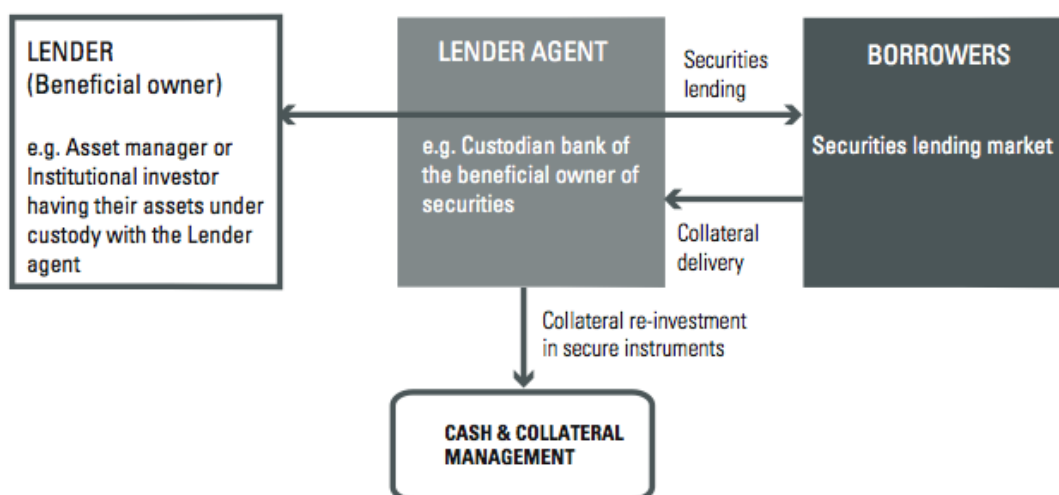 LENDER
(Beneficial owner)
e.g. Asset manager or
Institutional investor
having their assets under
custody with the Lender
agent
LENDER AGENT
e.g. Custodian bank of
the beneficial owner of
securities
Securities
lending
Collateral
delivery
BORROWERS
Securities lending market
Collateral re-investment
in secure instruments
CASH & COLLATERAL
MANAGEMENT